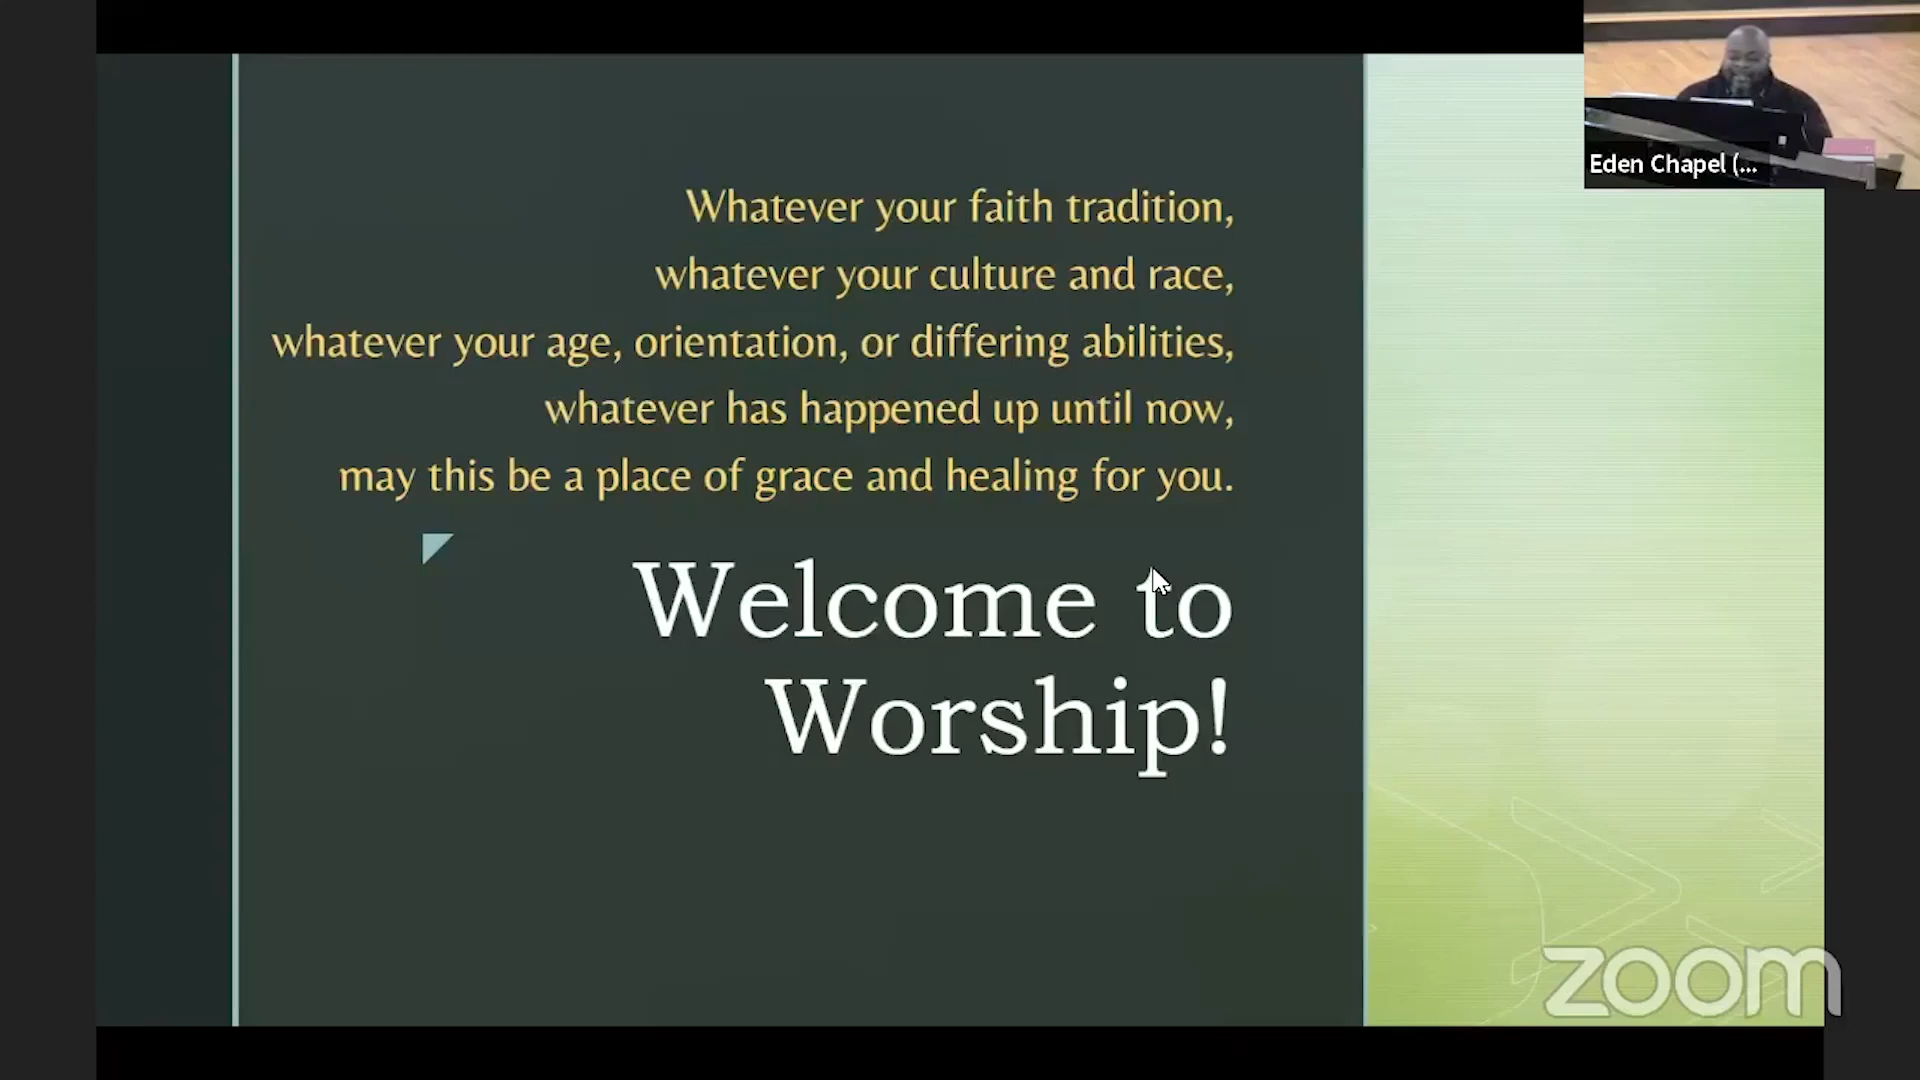 Whatever your faith tradition,
whatever your culture and race,
whatever your age, orientation, or differing abilities,
whatever has happened up until now,
may this be a place of grace and healing for you.
Welcome to
Worship!
Eden Chapel (...
zoom